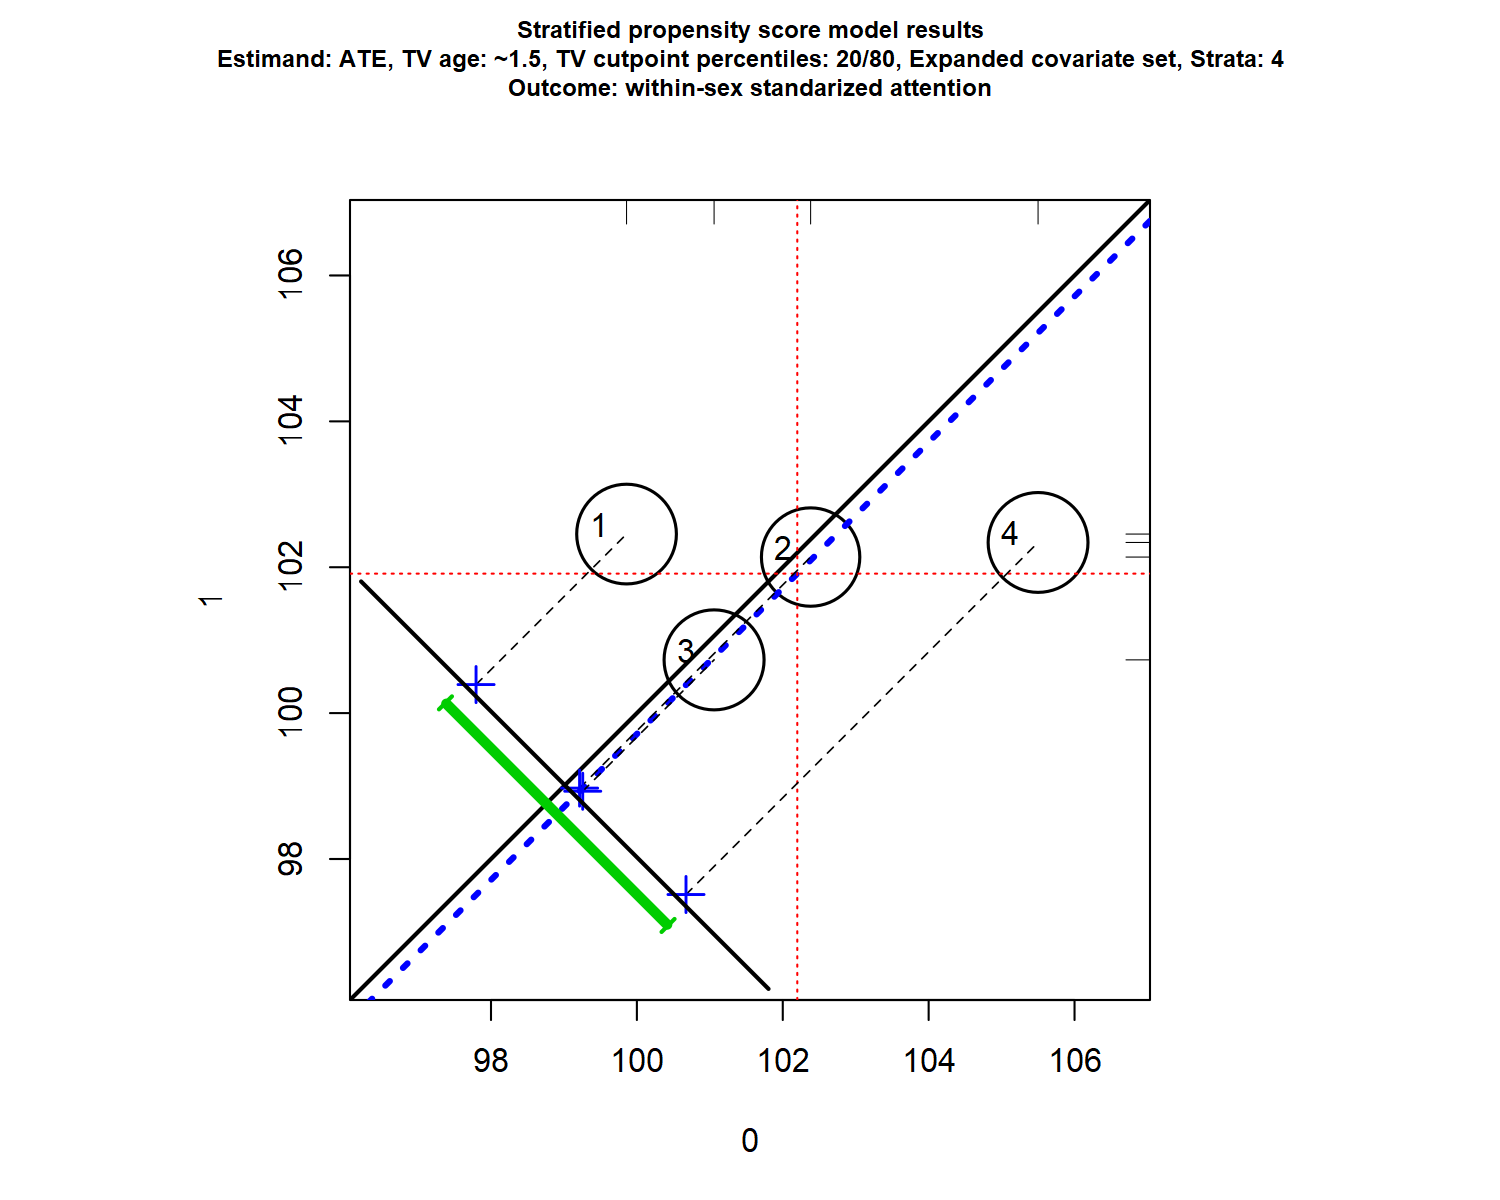 Stratified propensity score model results
Estimand: ATE, TV age: ~1.5, TV cutpoint percentiles: 20/80, Expanded covariate set, Strata: 4
Outcome: within-sex standarized attention
106
104
102
100
98
1
1
2
3
4
98 100 102 104 106
0